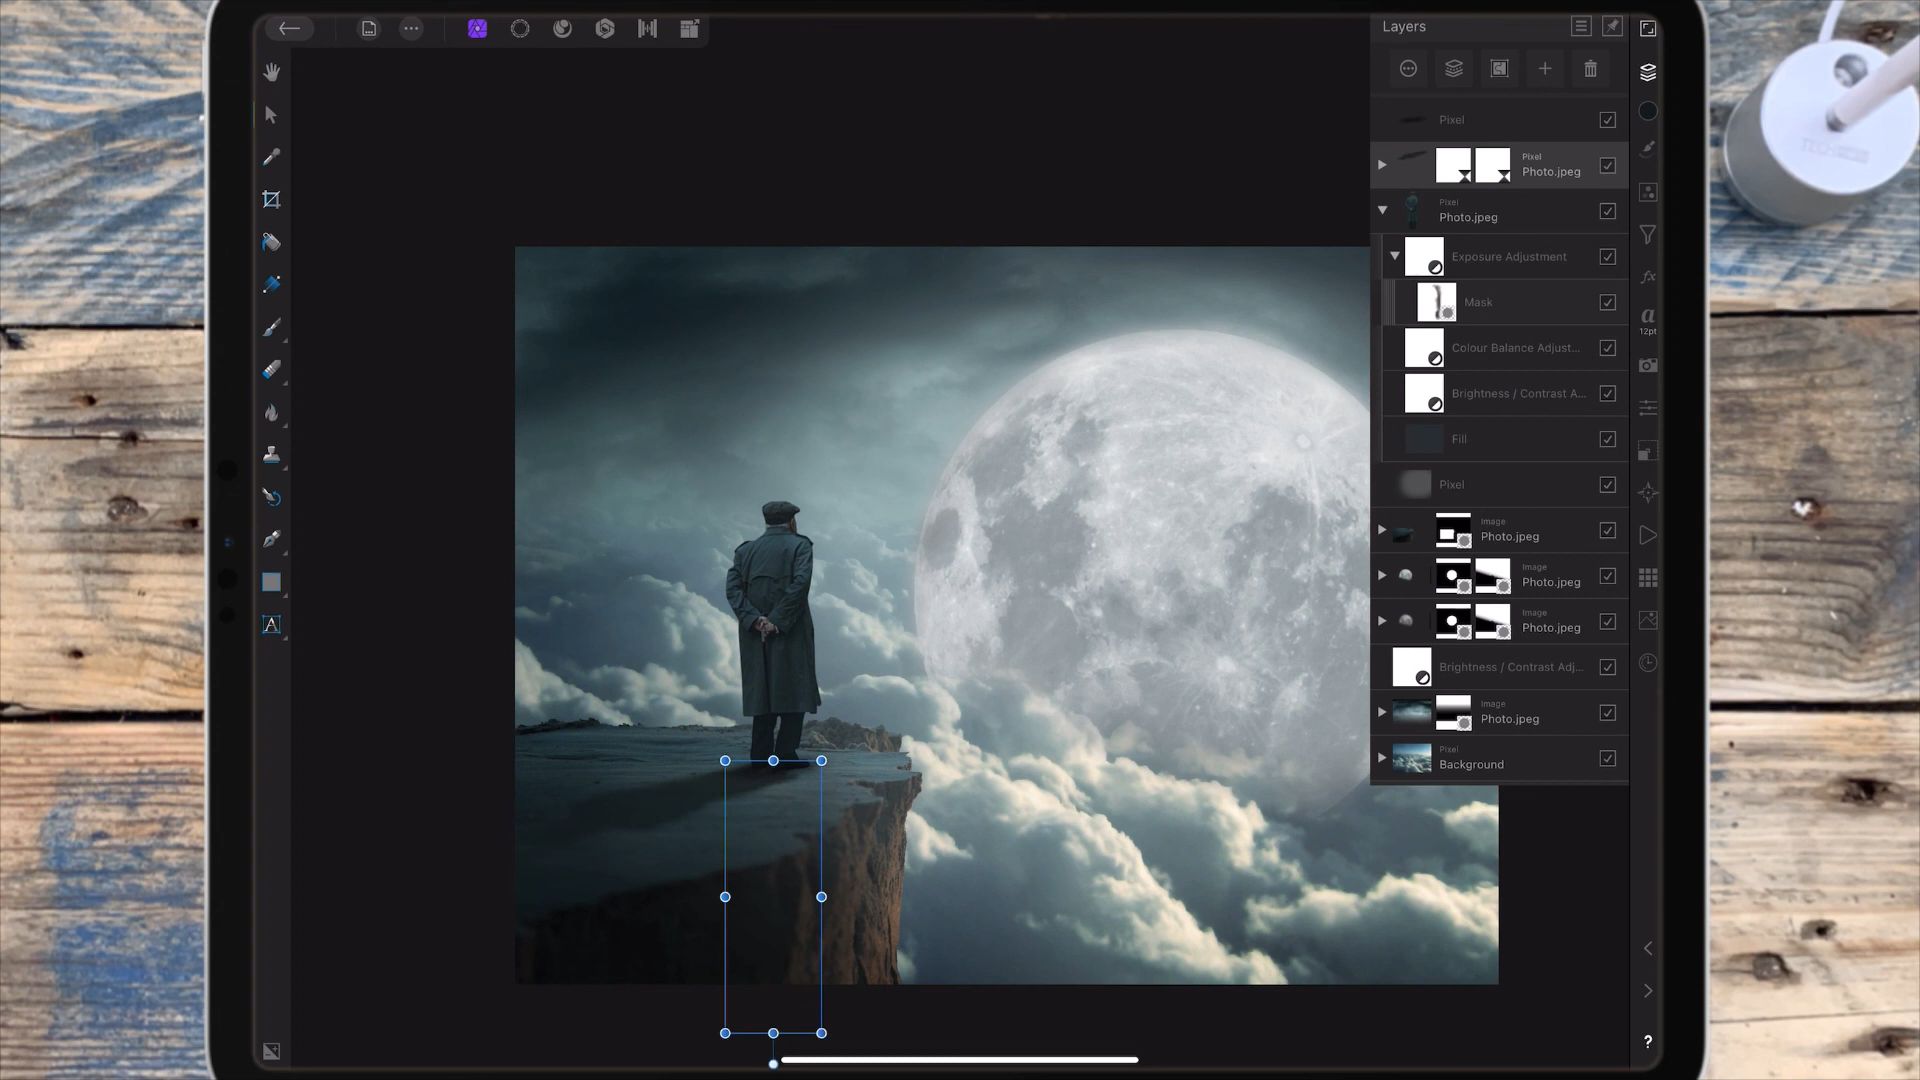 Layers
Pixel
Pixel
Photo.jpeg
Pixel
Photo.jpeg
Exposure Adjustment
Mask
Colour Balance Adjust...
Brightness / Contrast A...
Fill
Pixel
Image
Photo.jpeg
Image
Photo.jpeg
Image
Photo.jpeg
Brightness / Contrast Adj...
Image
Photo.jpeg
Pixel
Background
a
12pt
fx
A
?